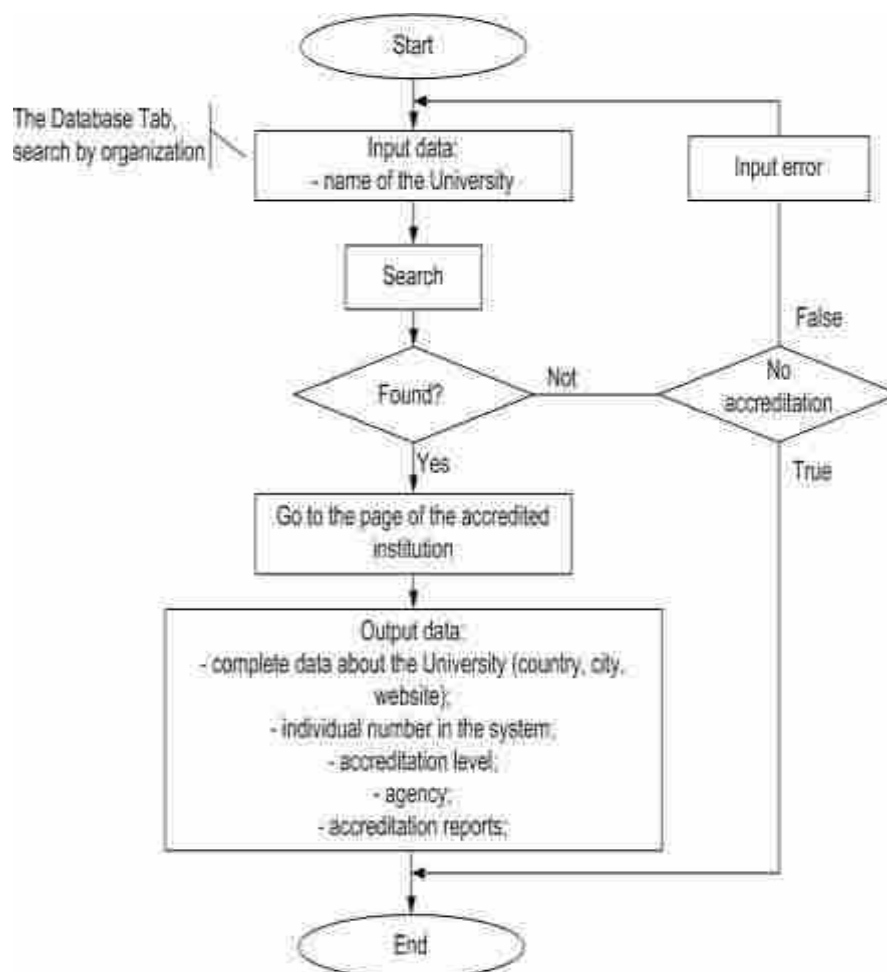 Start
The Database Tab,
search by organization
Input data:
- name of the University
Input error
Search
False
Found?
Not
No
accreditation
Yes
True
Go to the page of the accredited
institution
Output data:
- complete data about the University (country, city,
website);
- individual number in the system;
- accreditation level;
- agency;
- accreditation reports;
End